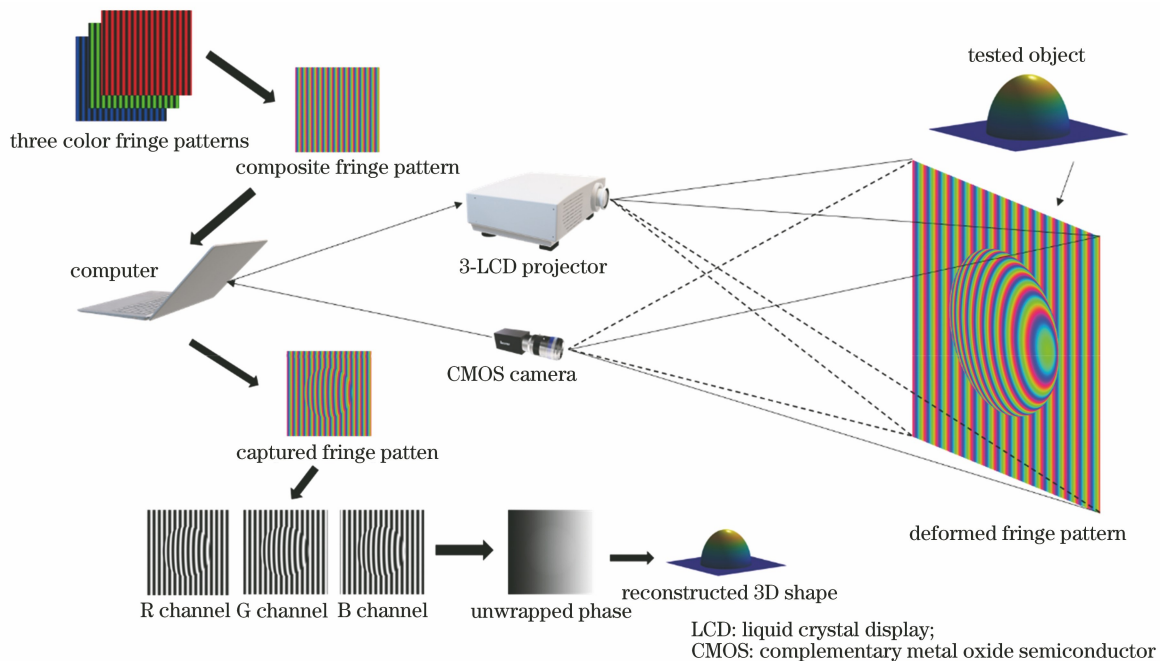 three color fringe patterns
composite fringe pattern
computer
3-LCD projector
tested object
CMOS camera
captured fringe patten
deformed fringe pattern
R channel
G channel
B channel
unwrapped phase
reconstructed 3D shape
LCD: liquid crystal display;
CMOS: complementary metal oxide semiconductor